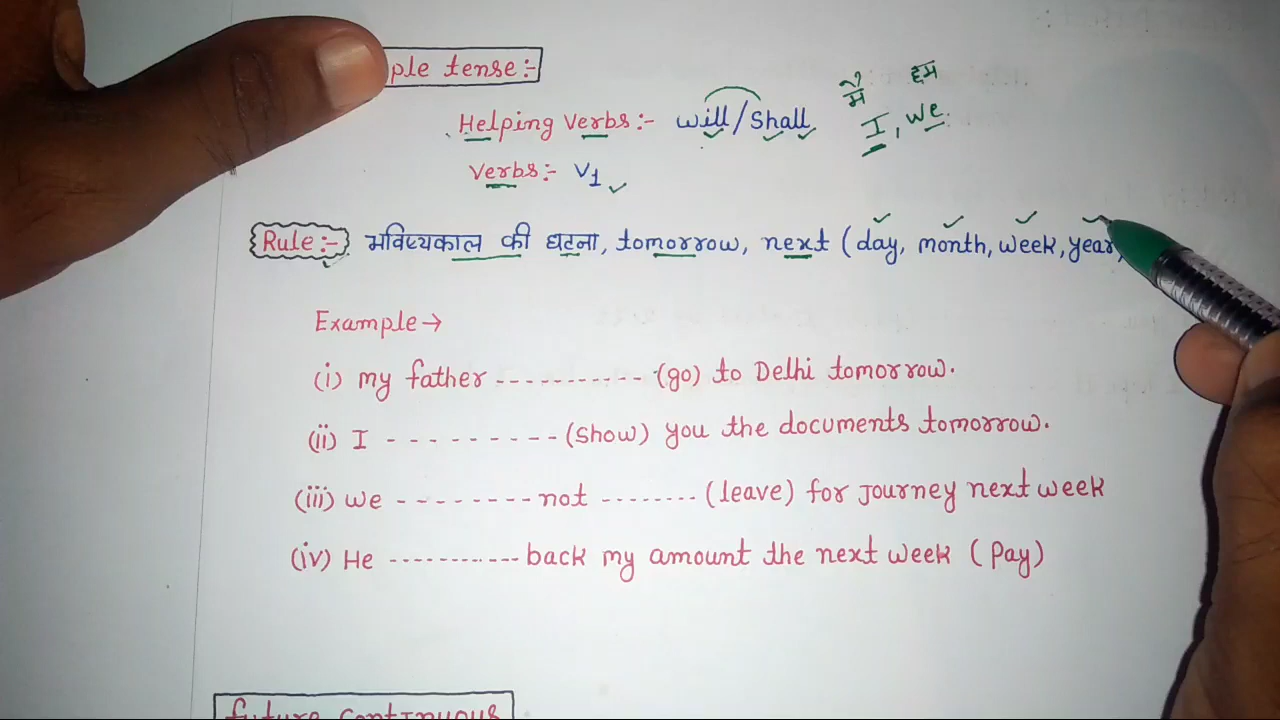 ple tense:-
Helping Verbs:- will/Shall मैं हम
I, we
Verbs:- V1
Rule:- भविष्यकाल की घटना, tomorrow, next (day, month, week, year,
Example→
(i) my father ----------- (go) to Delhi tomorrow.
(ii) I --------- (Show) you the documents tomorrow.
(iii) we -------- not -------- (leave) for Journey next week
(iv) He ----------- back my amount the next week (Pay)
future continuous